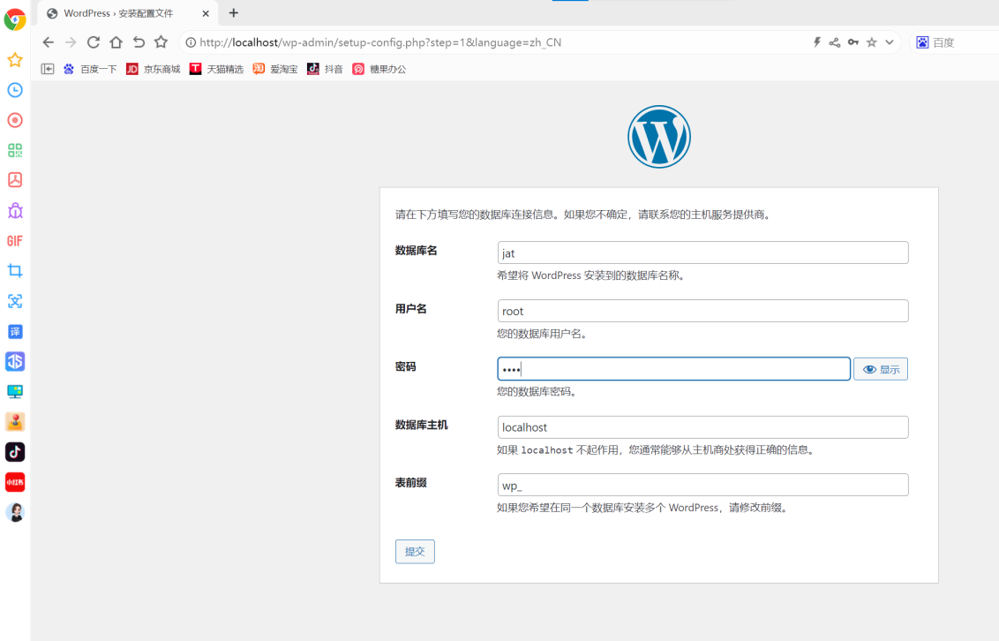 WordPress › 安装配置文件
http://localhost/wp-admin/setup-config.php?step=1&language=zh_CN
百度
百度一下
JD 京东商城
T 天猫精选
淘 爱淘宝
抖音
糖果办公
GIF
译
小红书
W
请在下方填写您的数据库连接信息。如果您不确定，请联系您的主机服务提供商。
数据库名
jat
希望将 WordPress 安装到的数据库名称。
用户名
root
您的数据库用户名。
密码
••••
显示
您的数据库密码。
数据库主机
localhost
如果 localhost 不起作用，您通常能够从主机商处获得正确的信息。
表前缀
wp_
如果您希望在同一个数据库安装多个 WordPress，请修改前缀。
提交